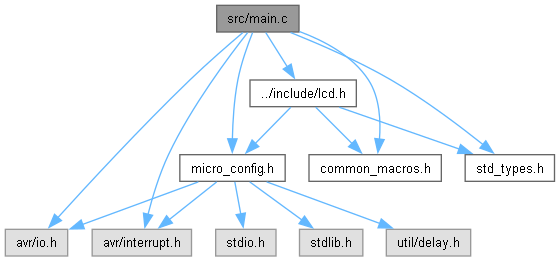 src/main.c
../include/lcd.h
micro_config.h
common_macros.h
std_types.h
avr/io.h
avr/interrupt.h
stdio.h
stdlib.h
util/delay.h